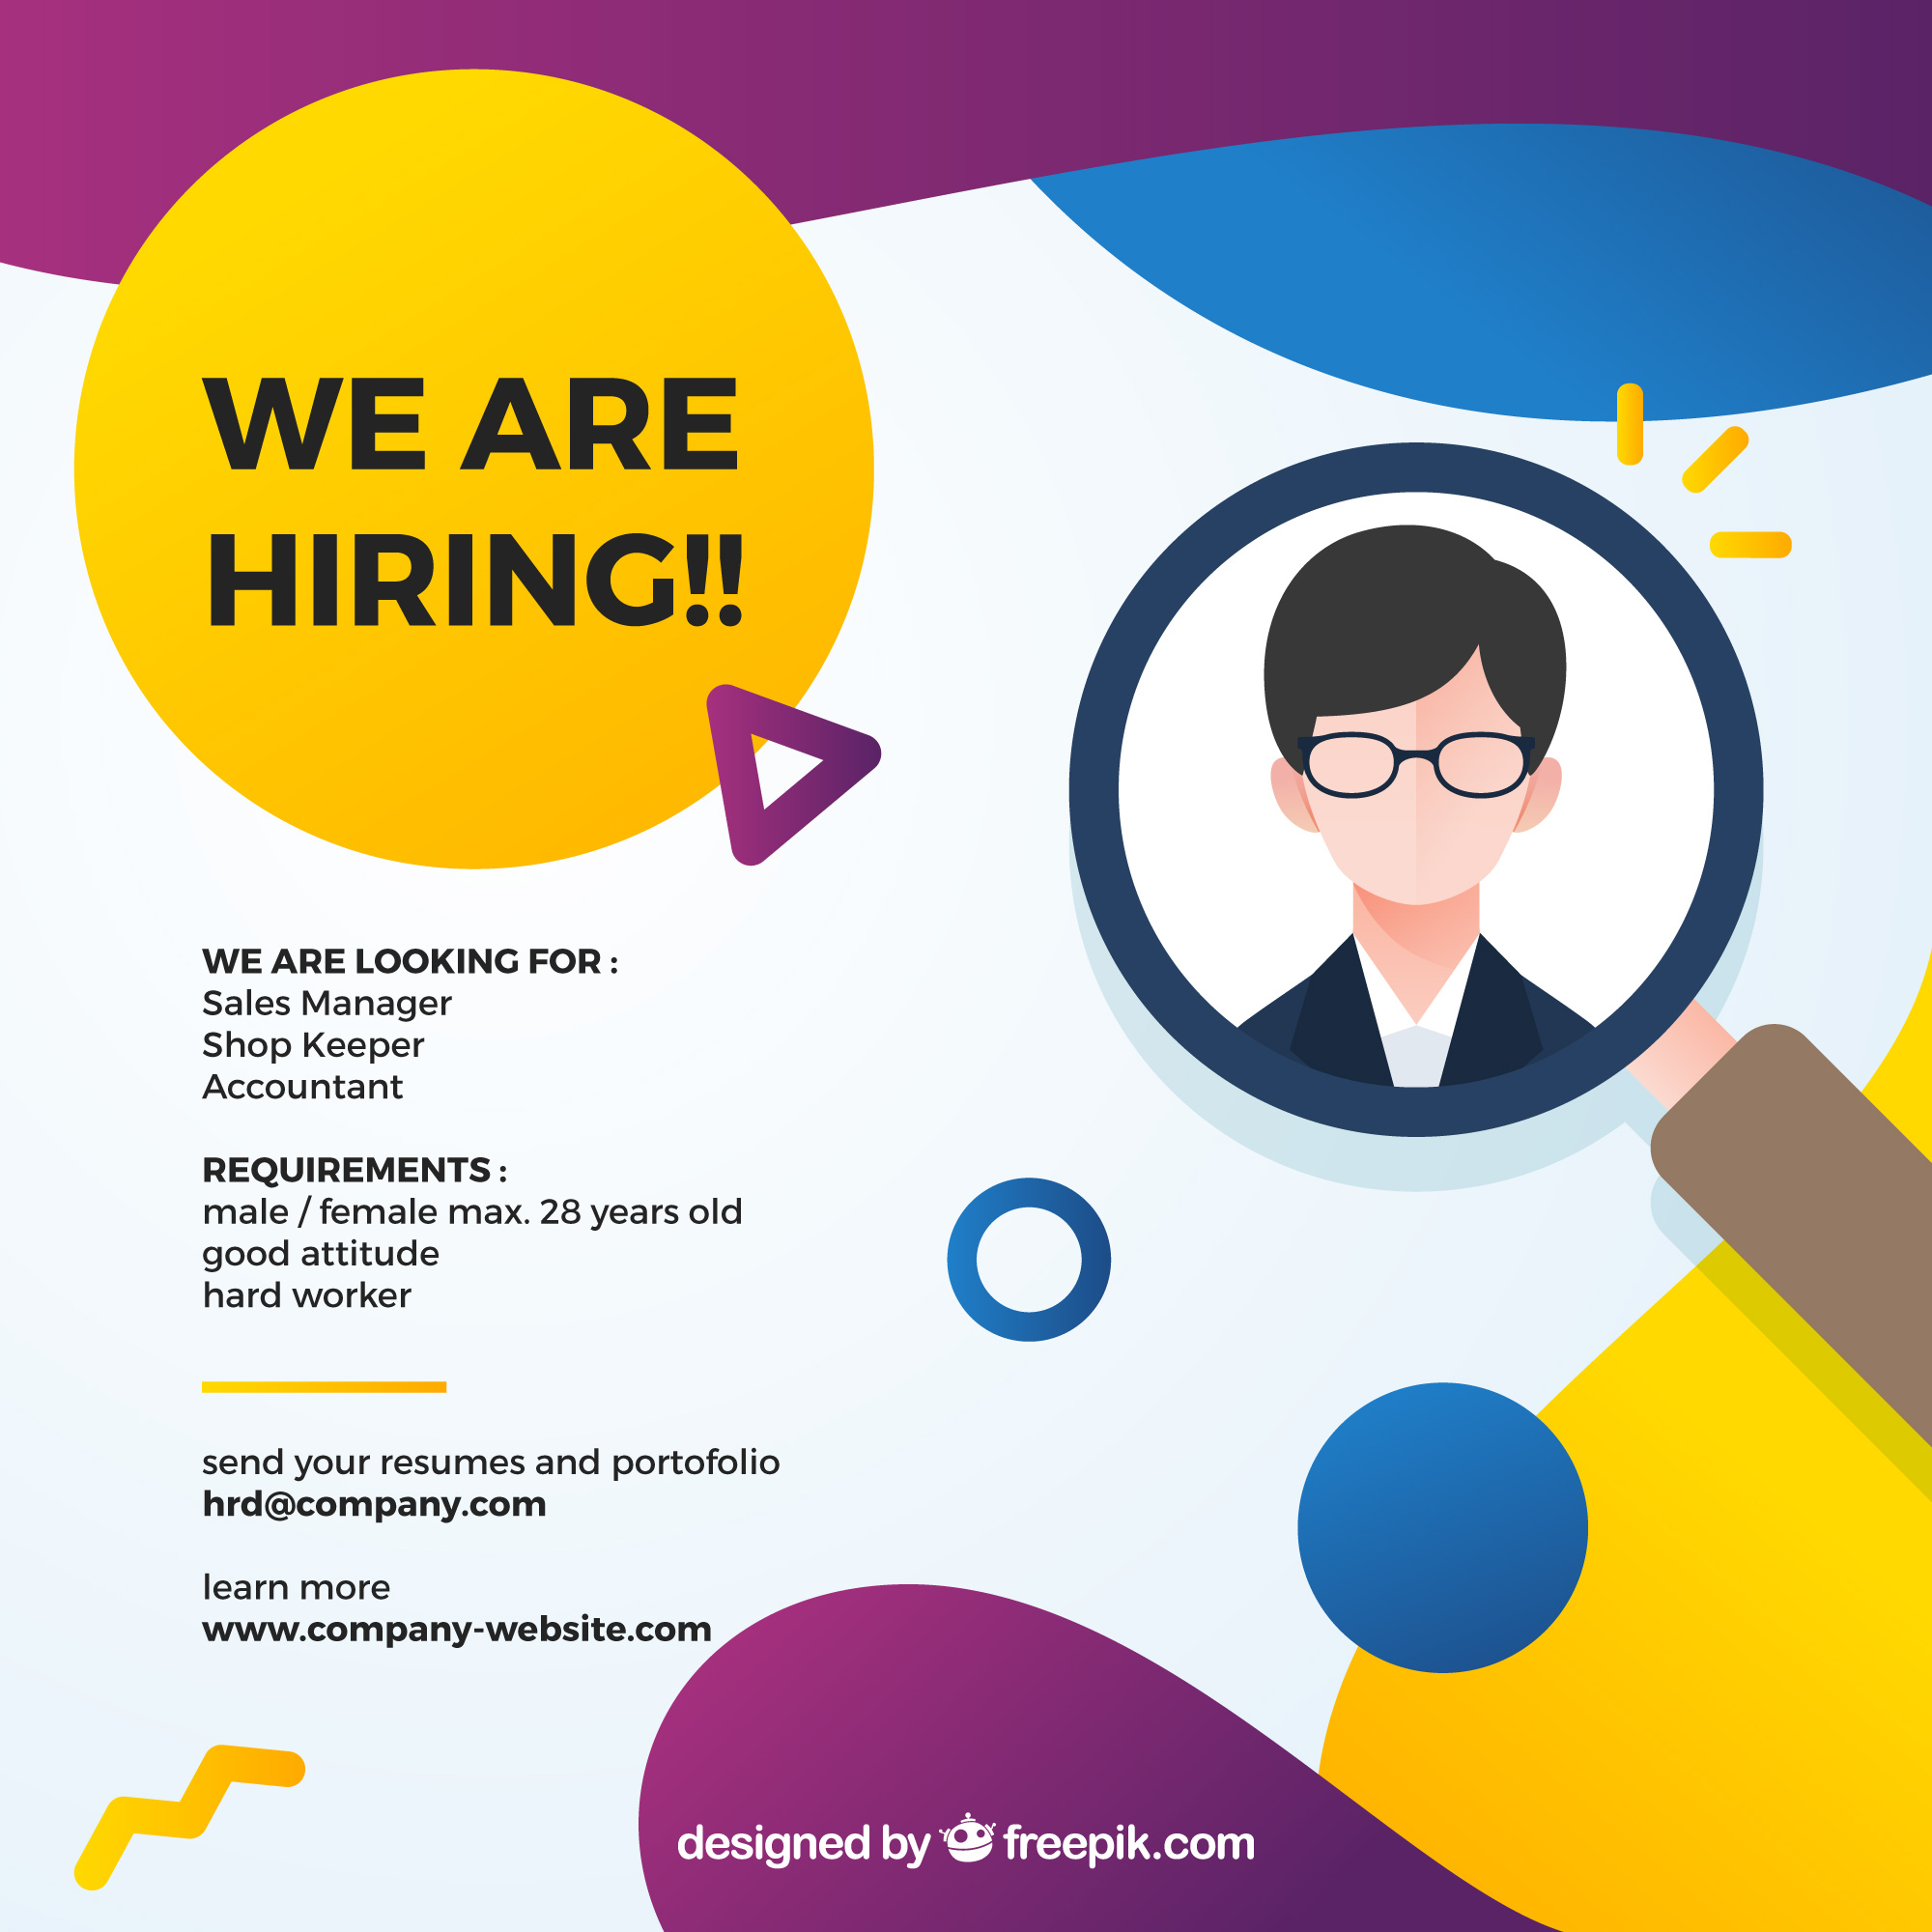 WE ARE
HIRING!!
WE ARE LOOKING FOR :
Sales Manager
Shop Keeper
Accountant
REQUIREMENTS :
male / female max. 28 years old
good attitude
hard worker
send your resumes and portofolio
hrd@company.com
learn more
www.company-website.com
designed by freepik.com